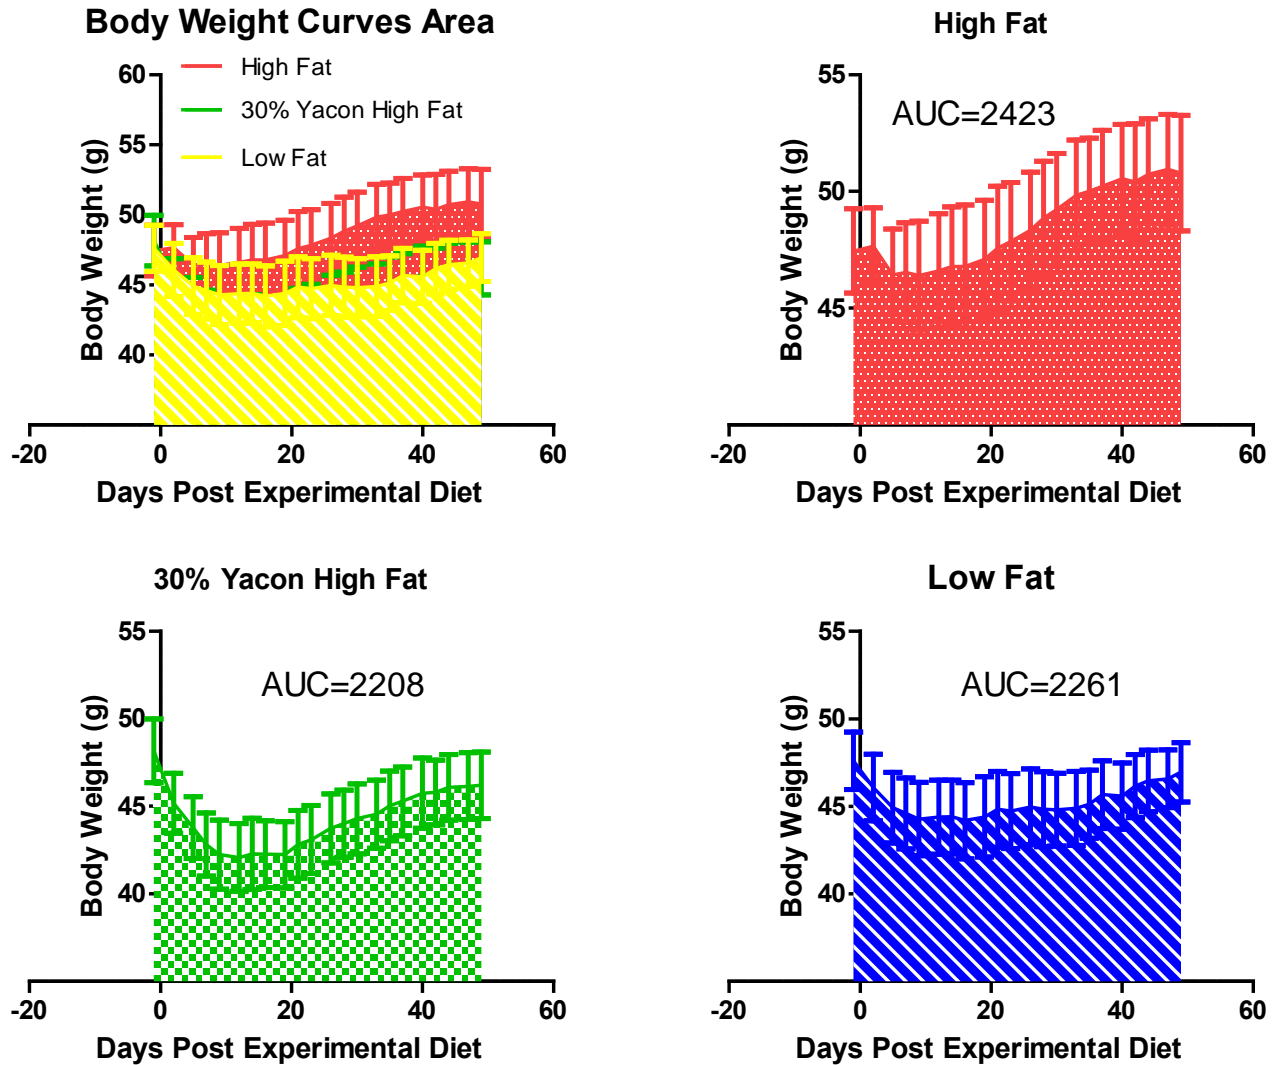 Body Weight Curves Area
High Fat
30% Yacon High Fat
Low Fat
60
55
50
45
40
Body Weight (g)
-20 0 20 40 60
Days Post Experimental Diet
High Fat
AUC=2423
55
50
45
Body Weight (g)
-20 0 20 40 60
Days Post Experimental Diet
30% Yacon High Fat
AUC=2208
55
50
45
40
Body Weight (g)
-20 0 20 40 60
Days Post Experimental Diet
Low Fat
AUC=2261
55
50
45
40
Body Weight (g)
-20 0 20 40 60
Days Post Experimental Diet